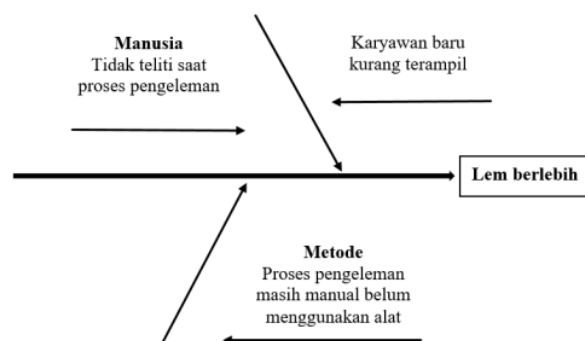 Manusia
Tidak teliti saat
proses pengeleman
Karyawan baru
kurang terampil
Lem berlebih
Metode
Proses pengeleman
masih manual belum
menggunakan alat